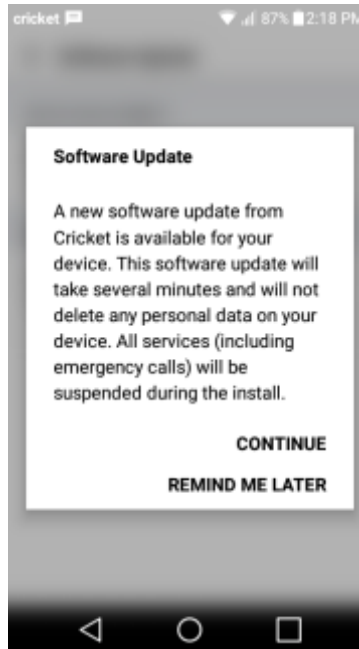 cricket 87% 2:18 PM
Software Update
A new software update from
Cricket is available for your
device. This software update will
take several minutes and will not
delete any personal data on your
device. All services (including
emergency calls) will be
suspended during the install.
CONTINUE
REMIND ME LATER